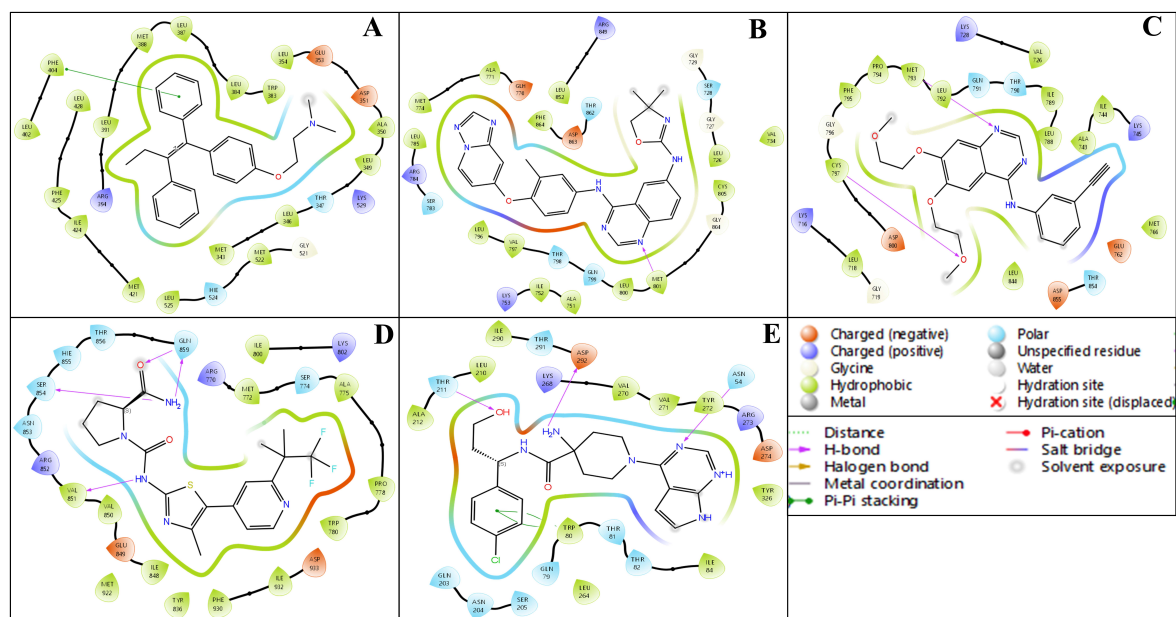 A
LEU 387
MET 388
PHE 404
LEU 354
GLU 353
LEU 384
TRP 383
ASP 351
LEU 428
LEU 391
ALA 350
LEU 402
N
LEU 349
O
PHE 425
ARG 394
THR 347
LYS 529
LEU 346
ILE 424
MET 343
MET 522
GLY 521
MET 421
LEU 525
HIE 524
B
ARG 849
GLY 729
ALA 771
GLN 770
LEU 852
SER 728
MET 774
THR 862
PHE 864
ASP 863
GLY 727
VAL 734
N
N
N
O
N
LEU 785
LEU 726
ARG 784
NH
CYS 805
SER 783
O
NH
GLY 804
N
N
LEU 796
VAL 797
THR 798
GLN 799
LEU 800
MET 801
LYS 753
ILE 752
ALA 751
C
LYS 728
VAL 726
PRO 794
MET 793
LEU 792
GLN 791
THR 790
ILE 789
PHE 795
GLY 796
LEU 788
ILE 744
LYS 745
ALA 743
CYS 797
O
O
N
N
O
NH
LYS 716
ASP 800
MET 766
LEU 718
O
GLY 719
LEU 844
GLU 762
THR 854
ASP 855
D
THR 856
GLN 859
HIE 855
SER 854
ILE 800
LYS 802
ARG 770
MET 772
SER 774
ALA 775
O
NH2
(S)
N
ASN 853
O
ARG 852
VAL 851
NH
S
N
F
F
F
N
PRO 778
VAL 850
TRP 780
GLU 849
ILE 848
MET 922
TYR 836
PHE 930
ILE 932
ASP 933
E
ILE 290
THR 291
ASP 292
LEU 210
LYS 268
ASN 54
THR 211
VAL 270
VAL 271
TYR 272
ARG 273
ALA 212
OH
ASP 274
NH2
NH
(S)
O
N
N
N+H
NH
TYR 326
Cl
TRP 80
THR 81
GLN 79
THR 82
ILE 84
GLN 203
ASN 204
SER 205
LEU 264
Charged (negative)
Charged (positive)
Glycine
Hydrophobic
Metal
Polar
Unspecified residue
Water
Hydration site
Hydration site (displaced)
Distance
H-bond
Halogen bond
Metal coordination
Pi-Pi stacking
Pi-cation
Salt bridge
Solvent exposure